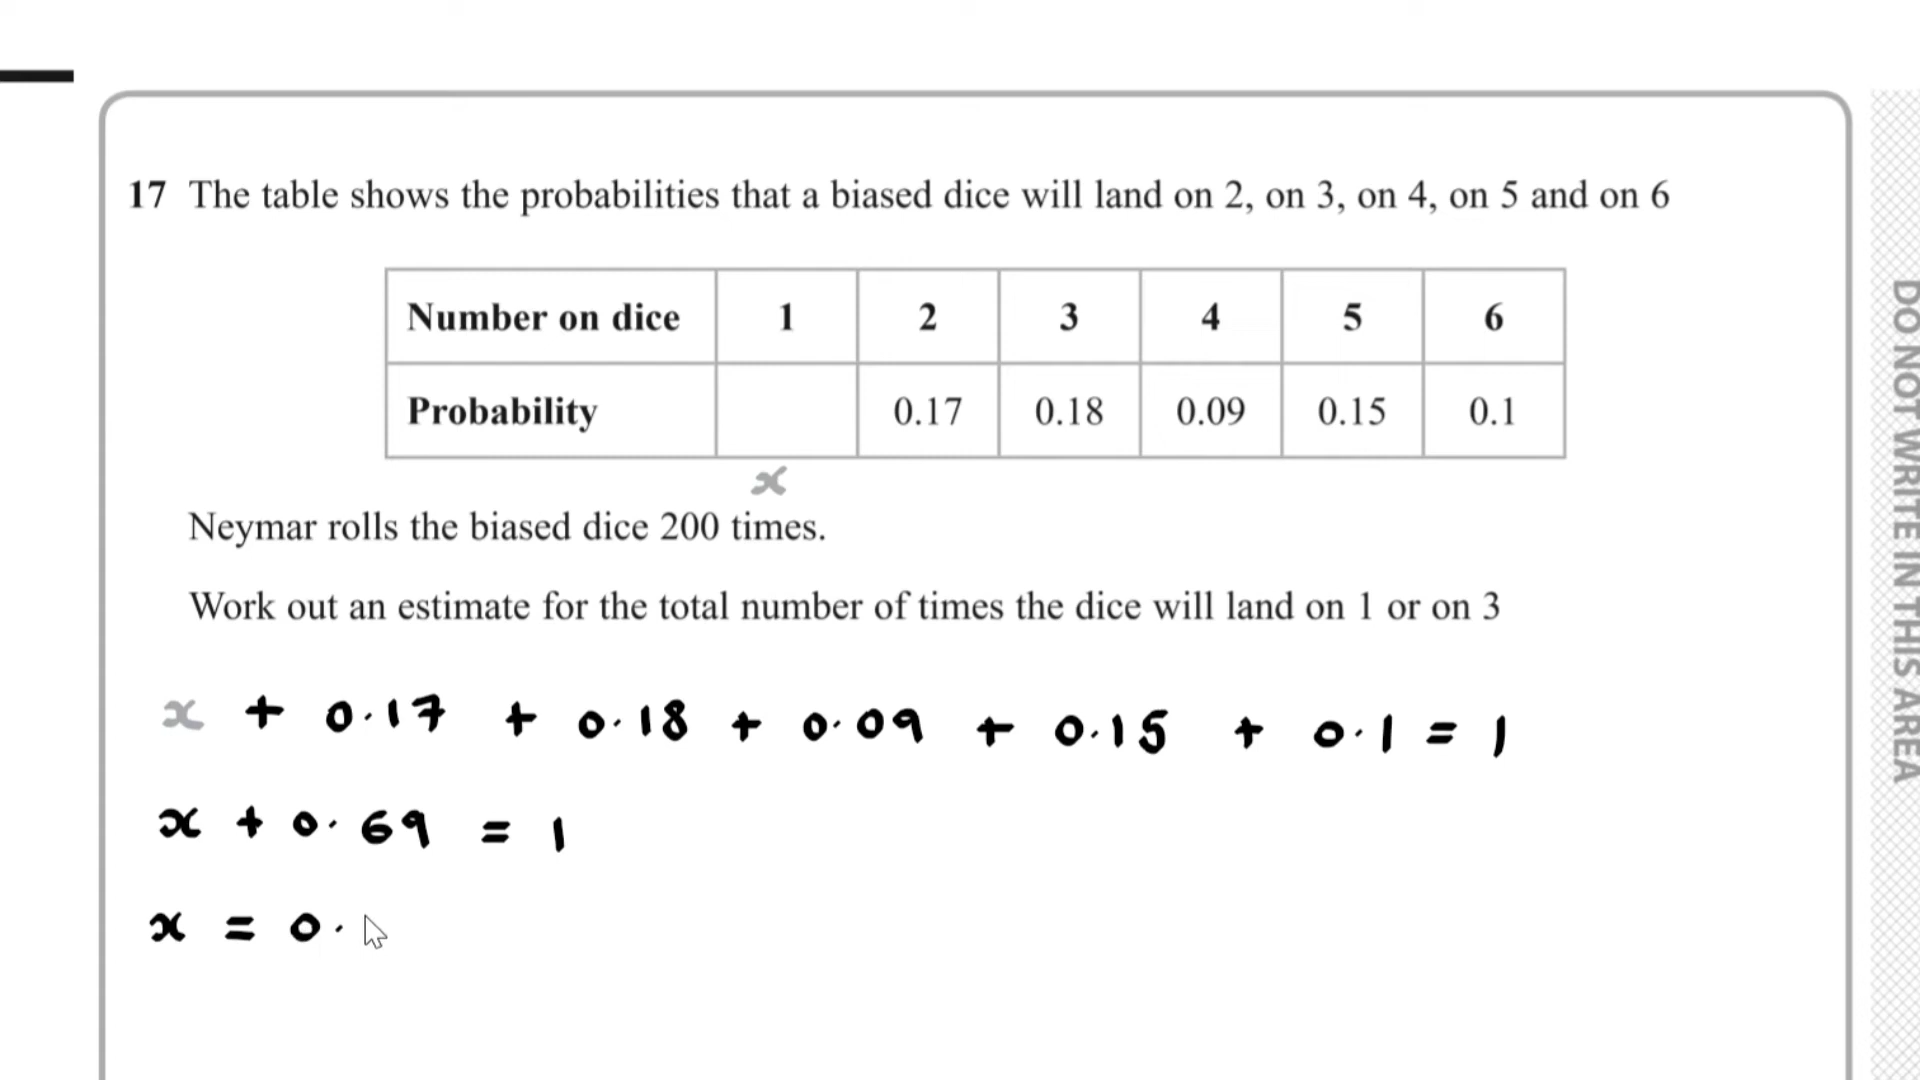 17 The table shows the probabilities that a biased dice will land on 2, on 3, on 4, on 5 and on 6
Number on dice 1 2 3 4 5 6
Probability 0.17 0.18 0.09 0.15 0.1
x
Neymar rolls the biased dice 200 times.
Work out an estimate for the total number of times the dice will land on 1 or on 3
x + 0.17 + 0.18 + 0.09 + 0.15 + 0.1 = 1
x + 0.69 = 1
x = 0.
DO NOT WRITE IN THIS AREA